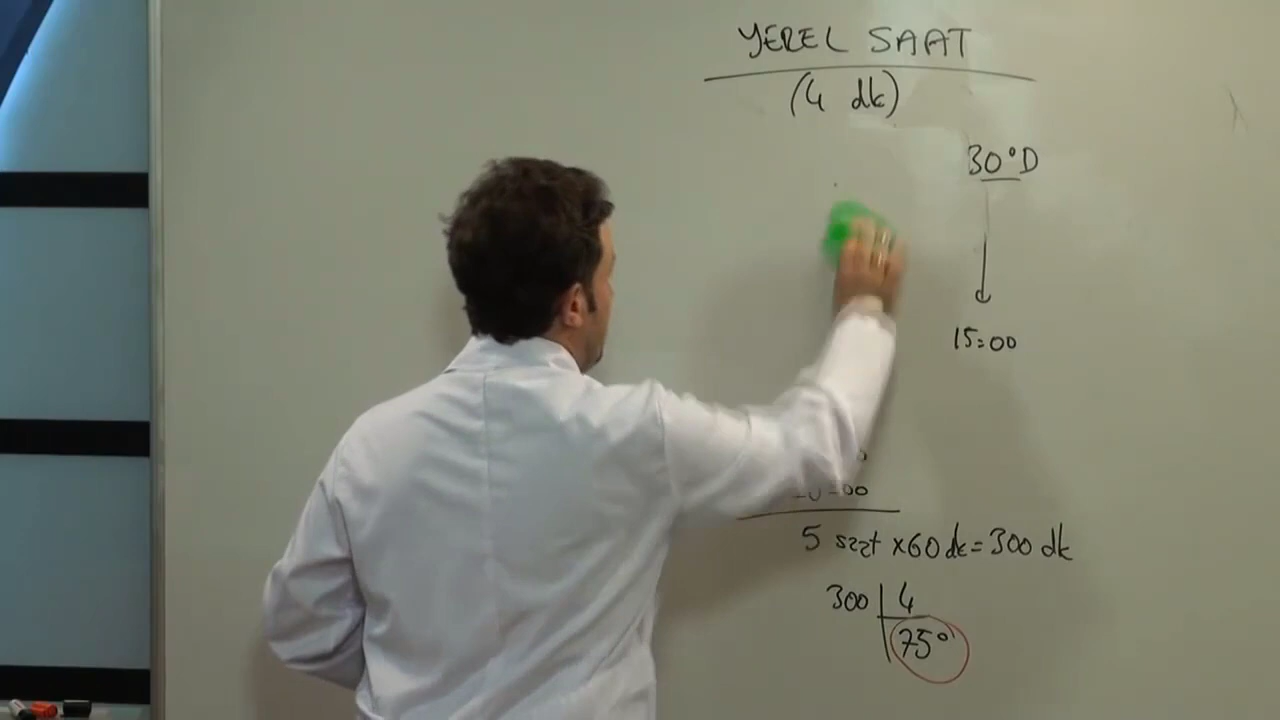 YEREL SAAT
(4 dk)
30°D
15:00
5 saat x60 dk = 300 dk
300 4
75°